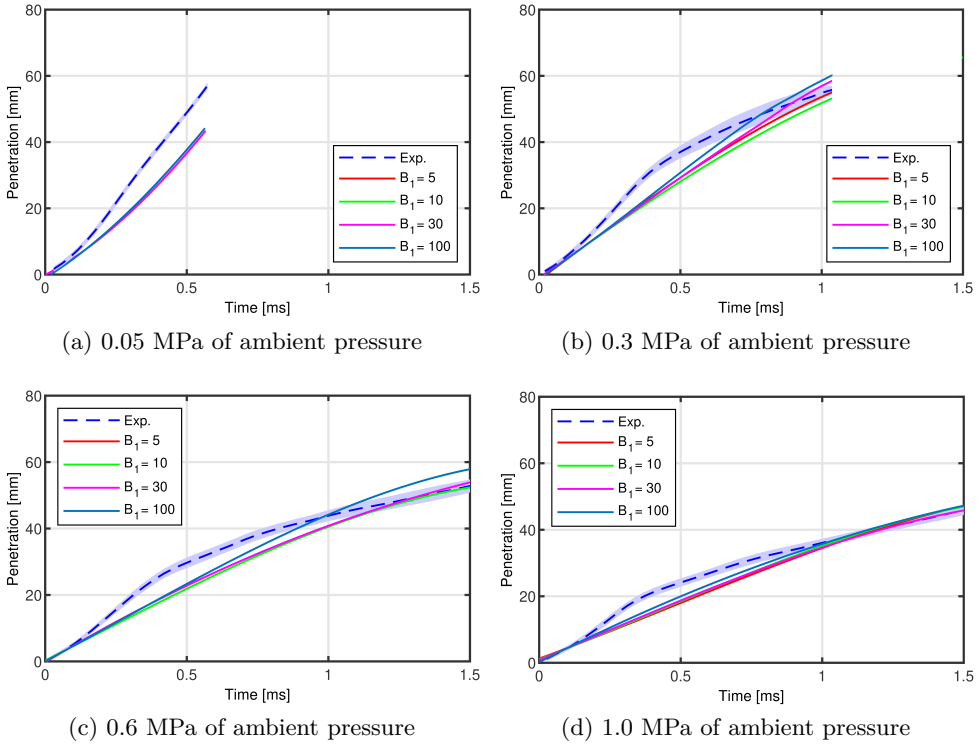 80
60
40
20
0
Penetration [mm]
Exp.
B1= 5
B1= 10
B1= 30
B1= 100
0 0.5 1 1.5
Time [ms]
(a) 0.05 MPa of ambient pressure
80
60
40
20
0
Penetration [mm]
Exp.
B1= 5
B1= 10
B1= 30
B1= 100
0 0.5 1 1.5
Time [ms]
(b) 0.3 MPa of ambient pressure
80
60
40
20
0
Penetration [mm]
Exp.
B1= 5
B1= 10
B1= 30
B1= 100
0 0.5 1 1.5
Time [ms]
(c) 0.6 MPa of ambient pressure
80
60
40
20
0
Penetration [mm]
Exp.
B1= 5
B1= 10
B1= 30
B1= 100
0 0.5 1 1.5
Time [ms]
(d) 1.0 MPa of ambient pressure